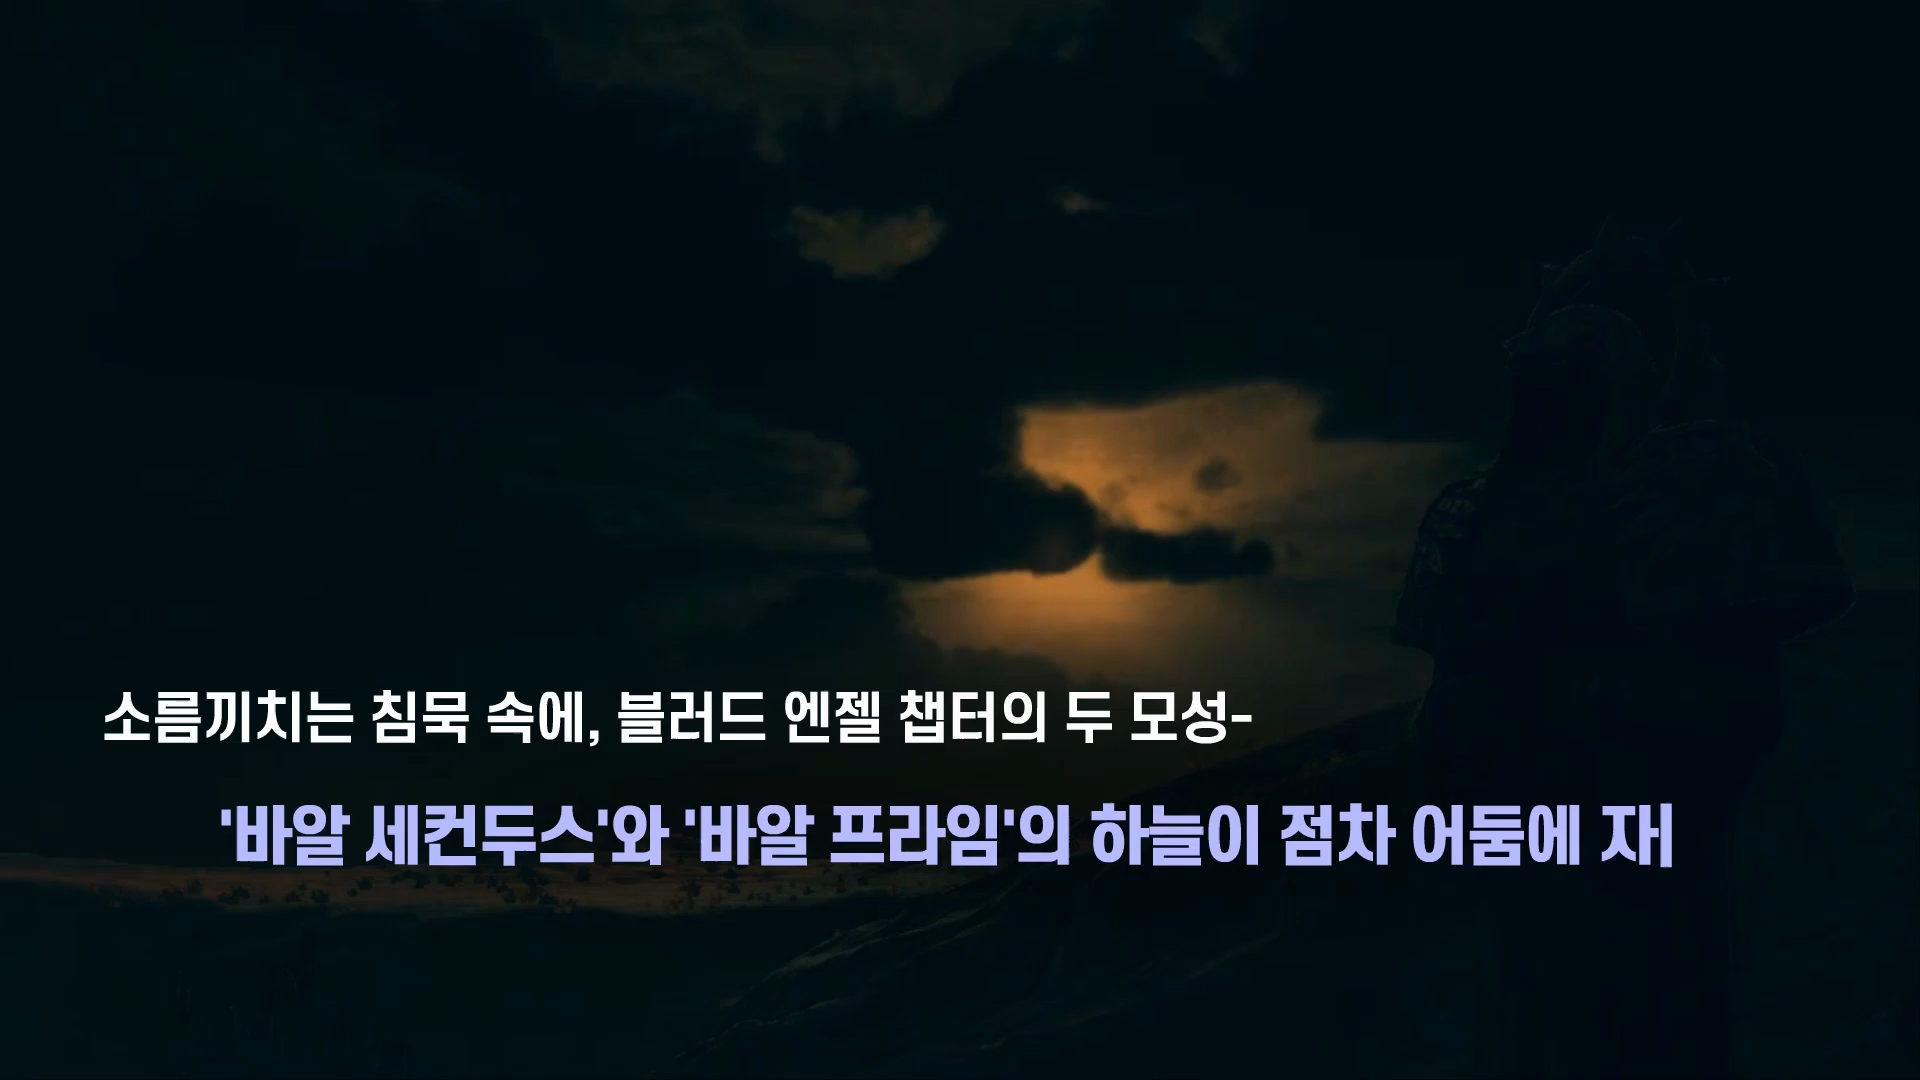 소름끼치는 침묵 속에, 블러드 엔젤 챕터의 두 모성-
'바알 세컨두스'와 '바알 프라임'의 하늘이 점차 어둠에 자|